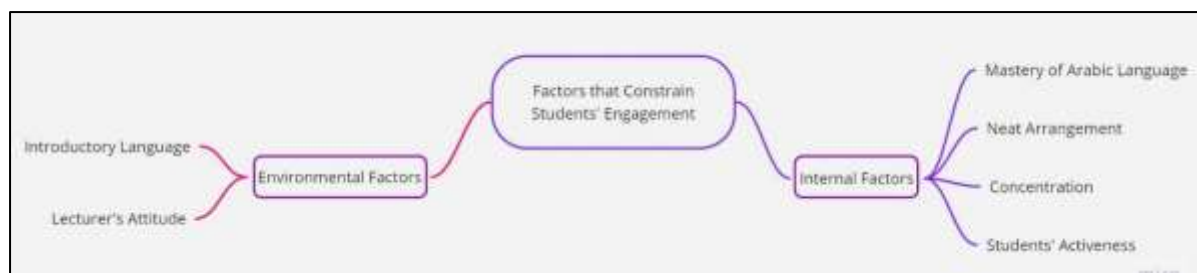 Factors that Constrain
Students' Engagement
Environmental Factors
Introductory Language
Lecturer's Attitude
Internal Factors
Mastery of Arabic Language
Neat Arrangement
Concentration
Students' Activeness